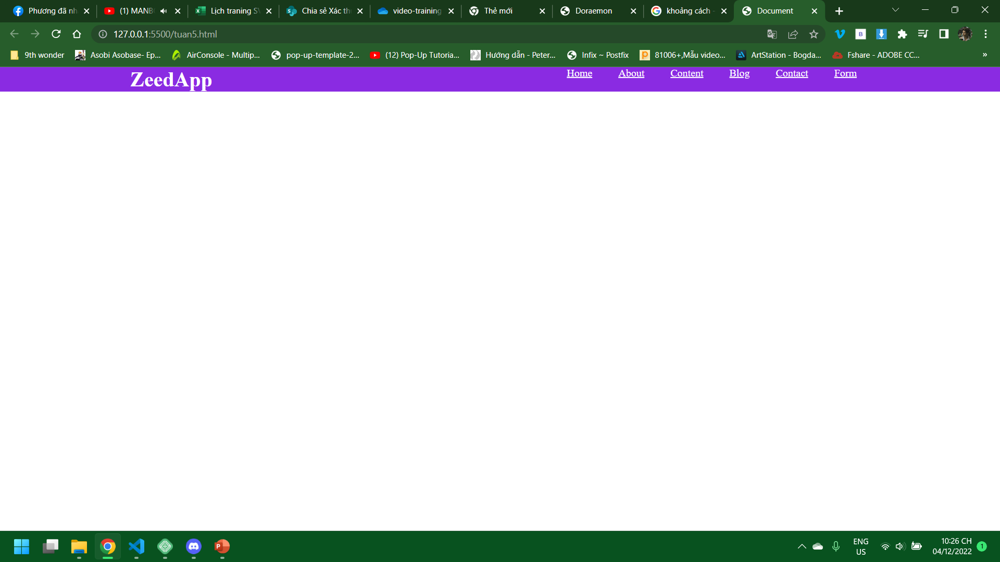 Phương đã nh
(1) MANB
Lịch traning SV
Chia sẻ Xác th
video-training
Thẻ mới
Doraemon
khoảng cách -
Document
127.0.0.1:5500/tuan5.html
9th wonder
Asobi Asobase- Ep...
AirConsole - Multip...
pop-up-template-2...
(12) Pop-Up Tutoria...
Hướng dẫn - Peter...
Infix ~ Postfix
81006+,Mẫu video...
ArtStation - Bogda...
Fshare - ADOBE CC...
»
ZeedApp
Home
About
Content
Blog
Contact
Form
ENG
US
10:26 CH
04/12/2022
1